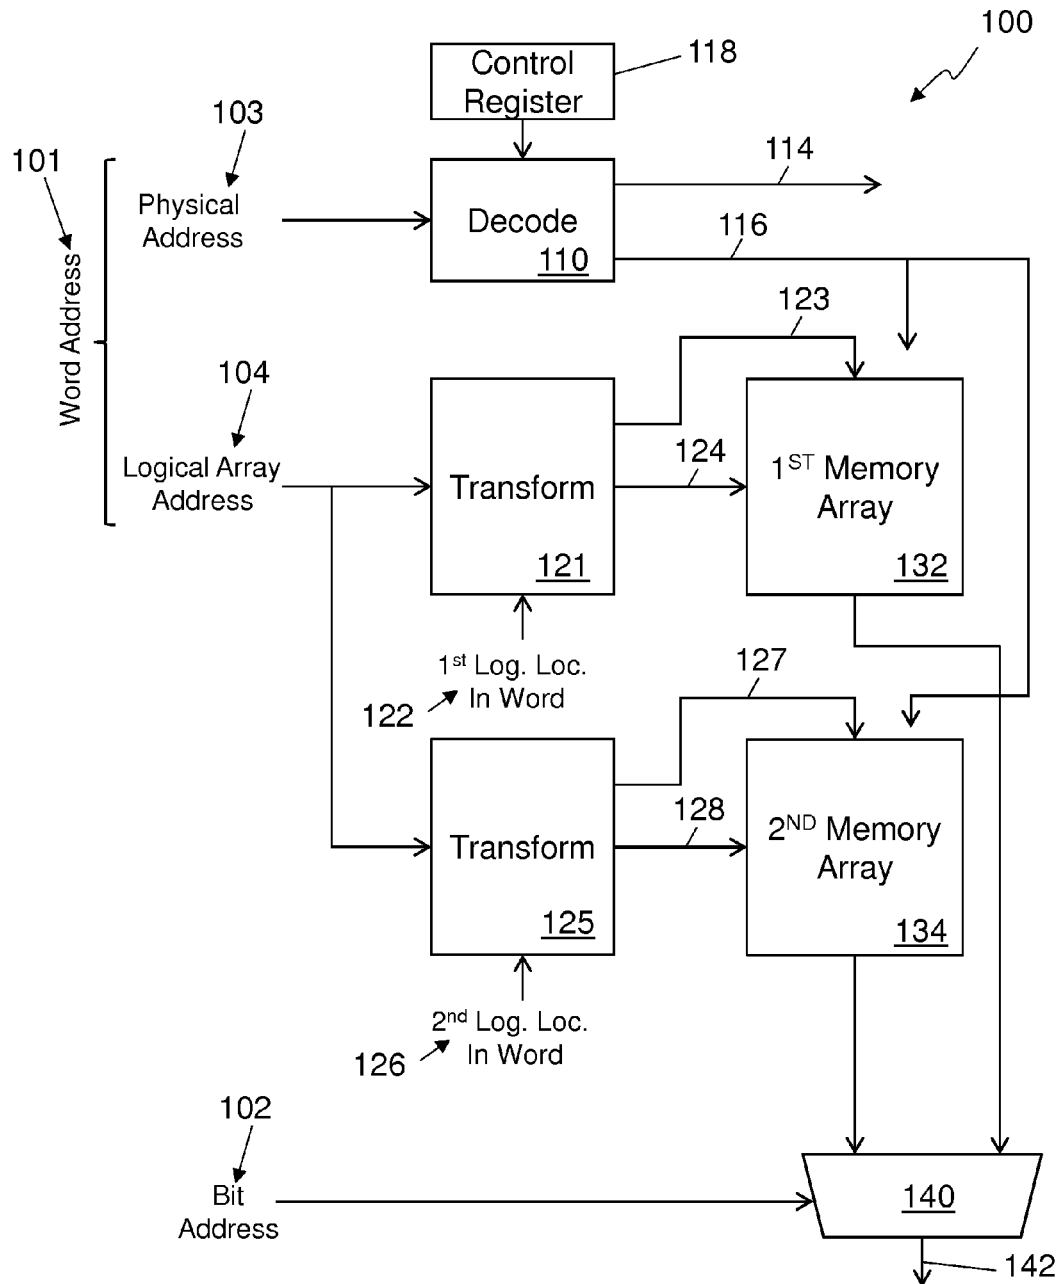 100
Control
Register
118
103
101
Physical
Address
114
Decode
110
116
Word Address
123
104
Logical Array
Address
124
Transform
121
1ST Memory
Array
132
1st Log. Loc.
In Word
122
127
128
Transform
125
2ND Memory
Array
134
2nd Log. Loc.
In Word
126
102
Bit
Address
140
142